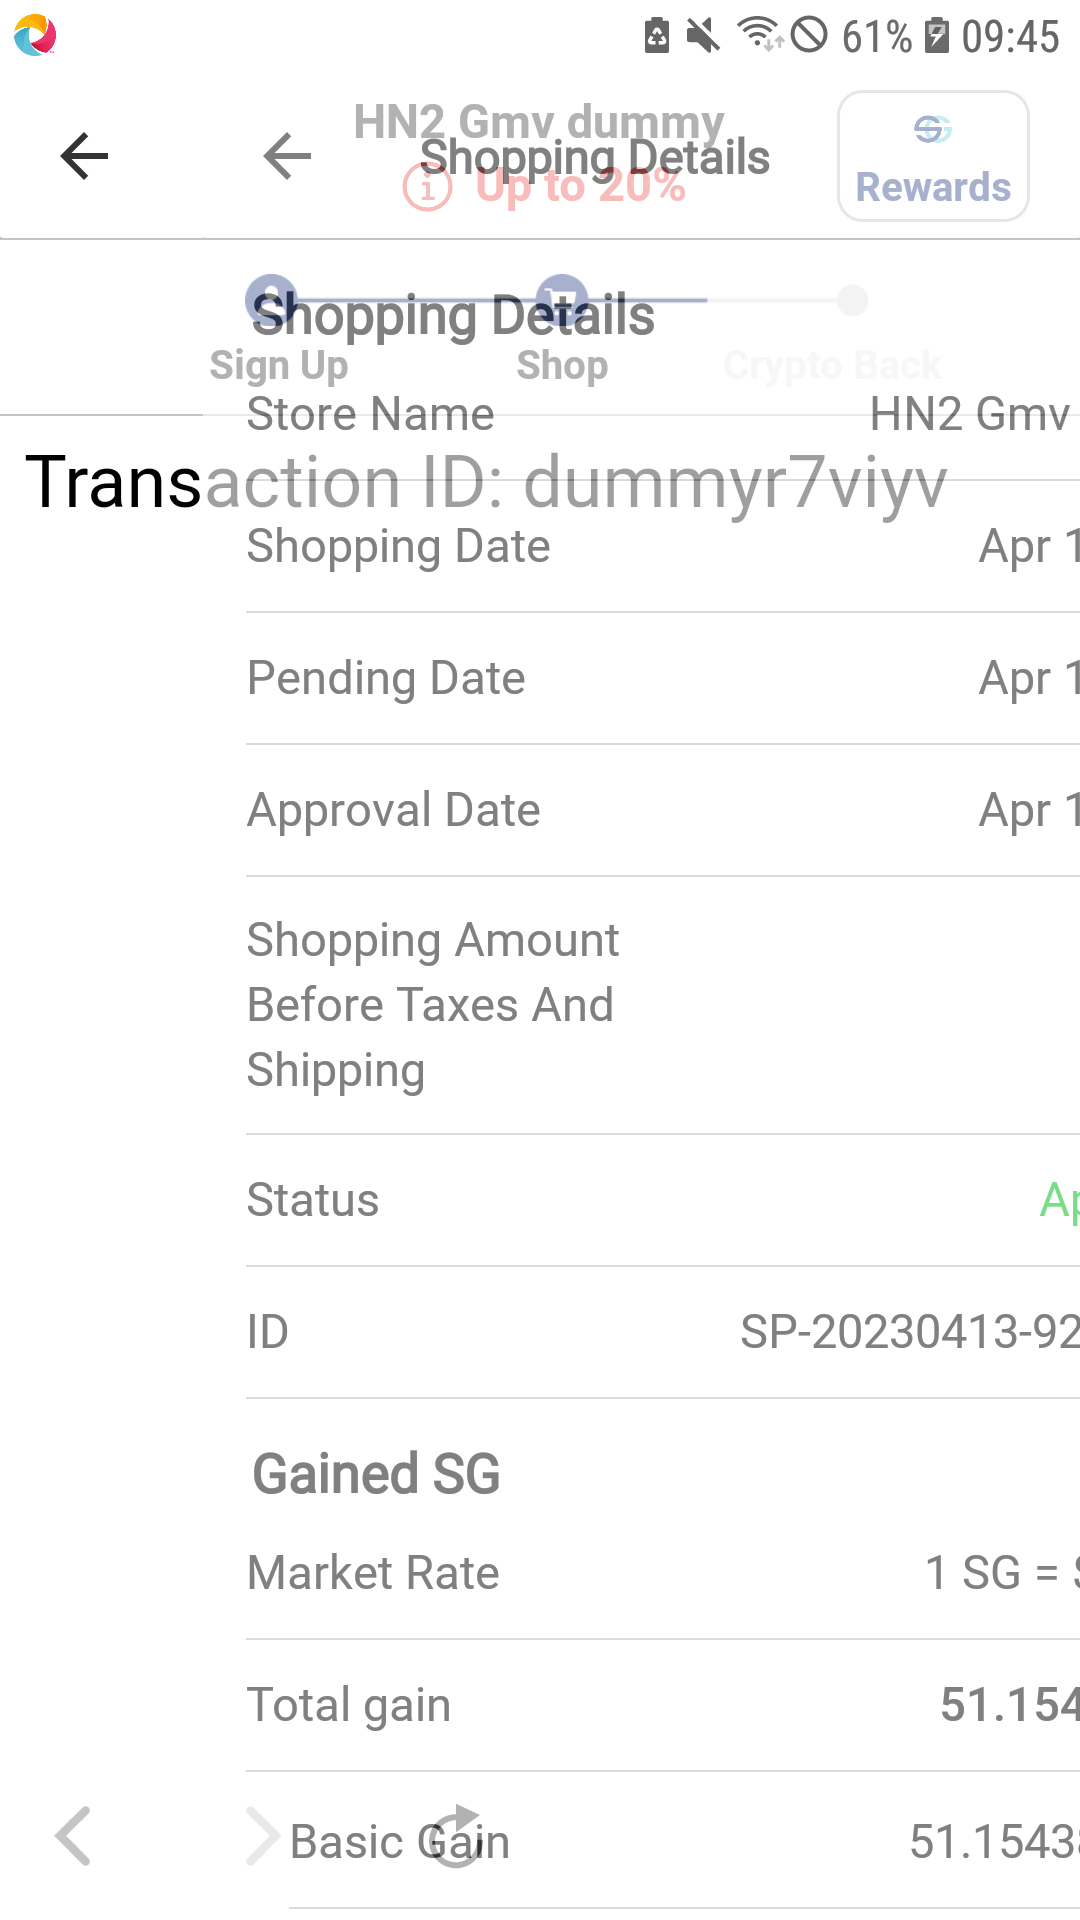 61% 09:45
HN2 Gmv dummy
Shopping Details
Up to 20%
Rewards
Shopping Details
Sign Up Shop Crypto Back
Store Name HN2 Gmv
Transaction ID: dummyr7viyv
Shopping Date Apr 1
Pending Date Apr 1
Approval Date Apr 1
Shopping Amount
Before Taxes And
Shipping
Status Ap
ID SP-20230413-92
Gained SG
Market Rate 1 SG =
Total gain 51.154
Basic Gain 51.1543